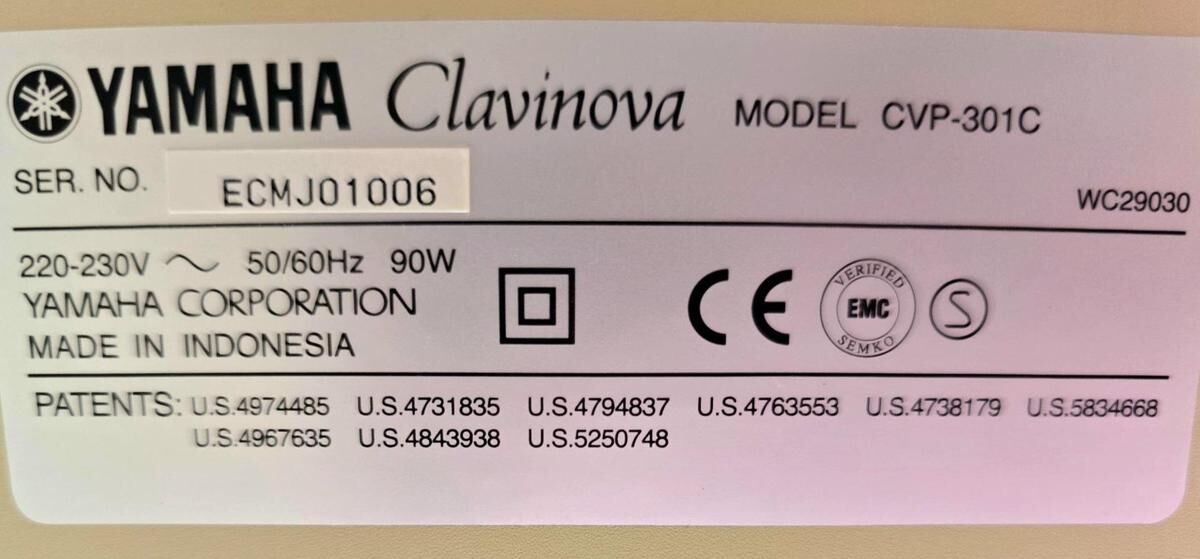 YAMAHA Clavinova MODEL CVP-301C
SER. NO. ECMJ01006
WC29030
220-230V ~ 50/60Hz 90W
YAMAHA CORPORATION
MADE IN INDONESIA
CE
VERIFIED
EMC
SEMKO
S
PATENTS: U.S.4974485 U.S.4731835 U.S.4794837 U.S.4763553 U.S.4738179 U.S.5834668
U.S.4967635 U.S.4843938 U.S.5250748